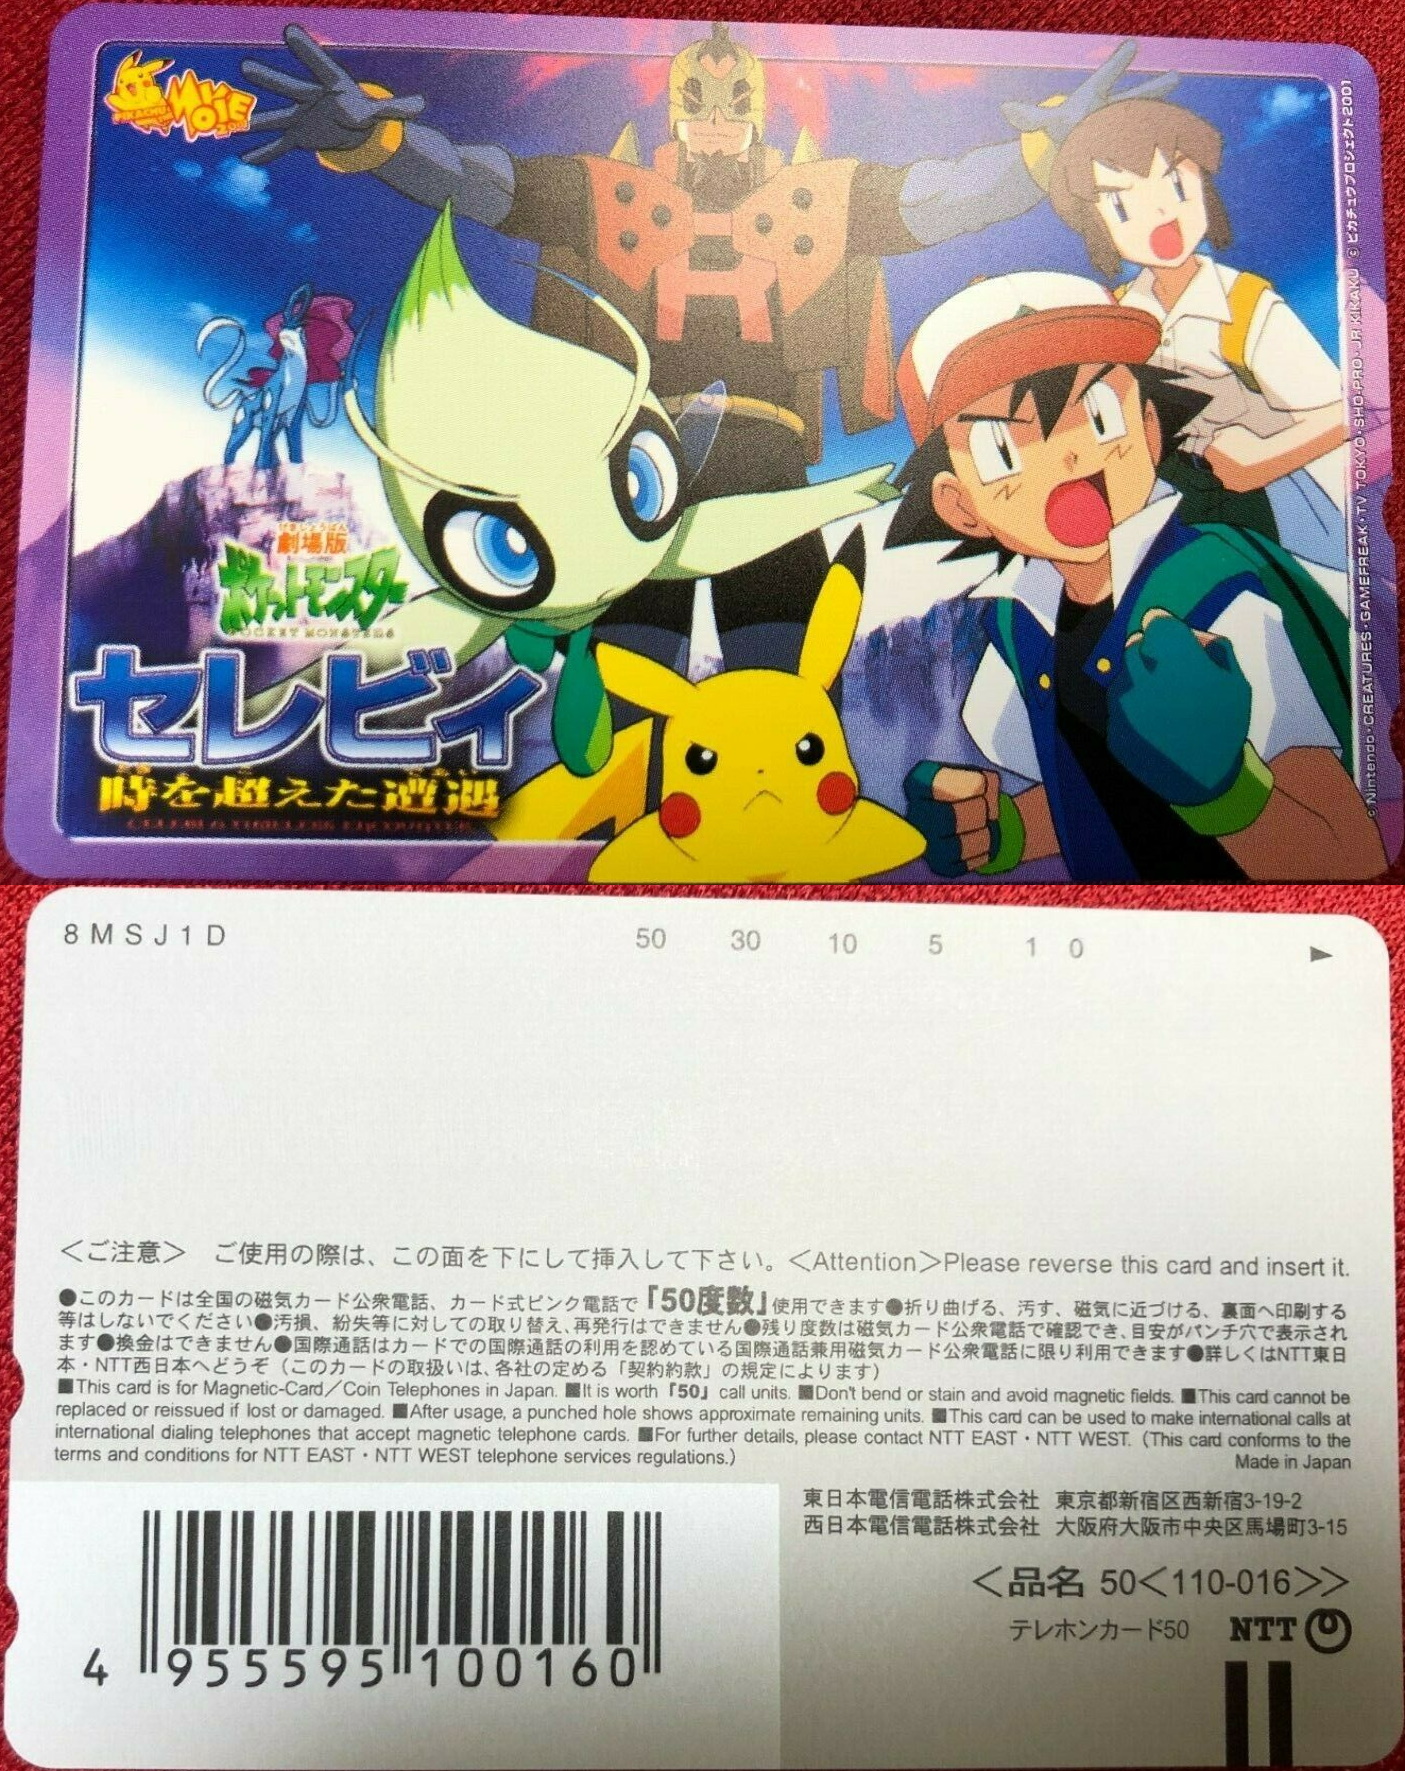 PIKACHU MOVIE 2001
げきじょうばん
劇場版
ポケットモンスター
POCKET MONSTERS
セレビィ
時を超えた遭遇
CELEBI A TIMELESS ENCOUNTER
©Nintendo・CREATURES・GAMEFREAK・TV TOKYO・SHO-PRO・JR KIKAKU ©ピカチュウプロジェクト2001
8MSJ1D
50 30 10 5 1 0
＜ご注意＞ ご使用の際は、この面を下にして挿入して下さい。＜Attention＞Please reverse this card and insert it.
●このカードは全国の磁気カード公衆電話、カード式ピンク電話で「50度数」使用できます●折り曲げる、汚す、磁気に近づける、裏面へ印刷する
等はしないでください●汚損、紛失等に対しての取り替え、再発行はできません●残り度数は磁気カード公衆電話で確認でき、目安がパンチ穴で表示され
ます●換金はできません●国際通話はカードでの国際通話の利用を認めている国際通話兼用磁気カード公衆電話に限り利用できます●詳しくはNTT東日
本・NTT西日本へどうぞ（このカードの取扱いは、各社の定める「契約約款」の規定によります）
■This card is for Magnetic-Card／Coin Telephones in Japan. ■It is worth「50」call units. ■Don't bend or stain and avoid magnetic fields. ■This card cannot be
replaced or reissued if lost or damaged. ■After usage, a punched hole shows approximate remaining units. ■This card can be used to make international calls at
international dialing telephones that accept magnetic telephone cards. ■For further details, please contact NTT EAST・NTT WEST.（This card conforms to the
terms and conditions for NTT EAST・NTT WEST telephone services regulations.）
Made in Japan
東日本電信電話株式会社 東京都新宿区西新宿3-19-2
西日本電信電話株式会社 大阪府大阪市中央区馬場町3-15
＜品名 50＜110-016＞＞
テレホンカード50 NTT
4 955595 100160